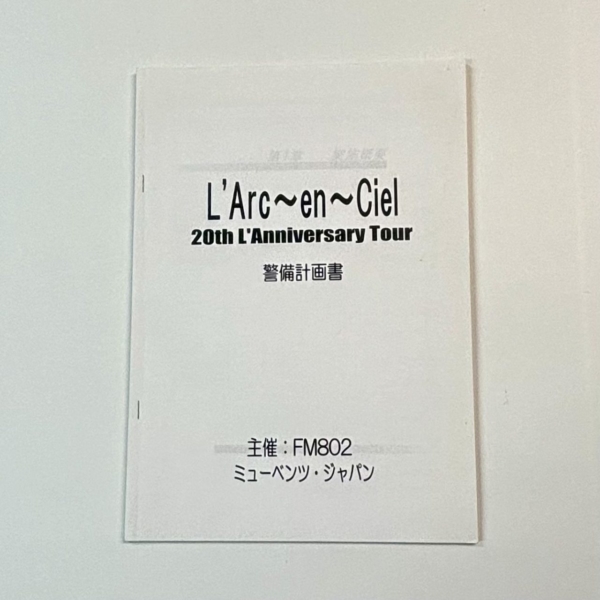 L'Arc～en～Ciel
20th L'Anniversary Tour
警備計画書
主催：FM802
ミューベンツ・ジャパン